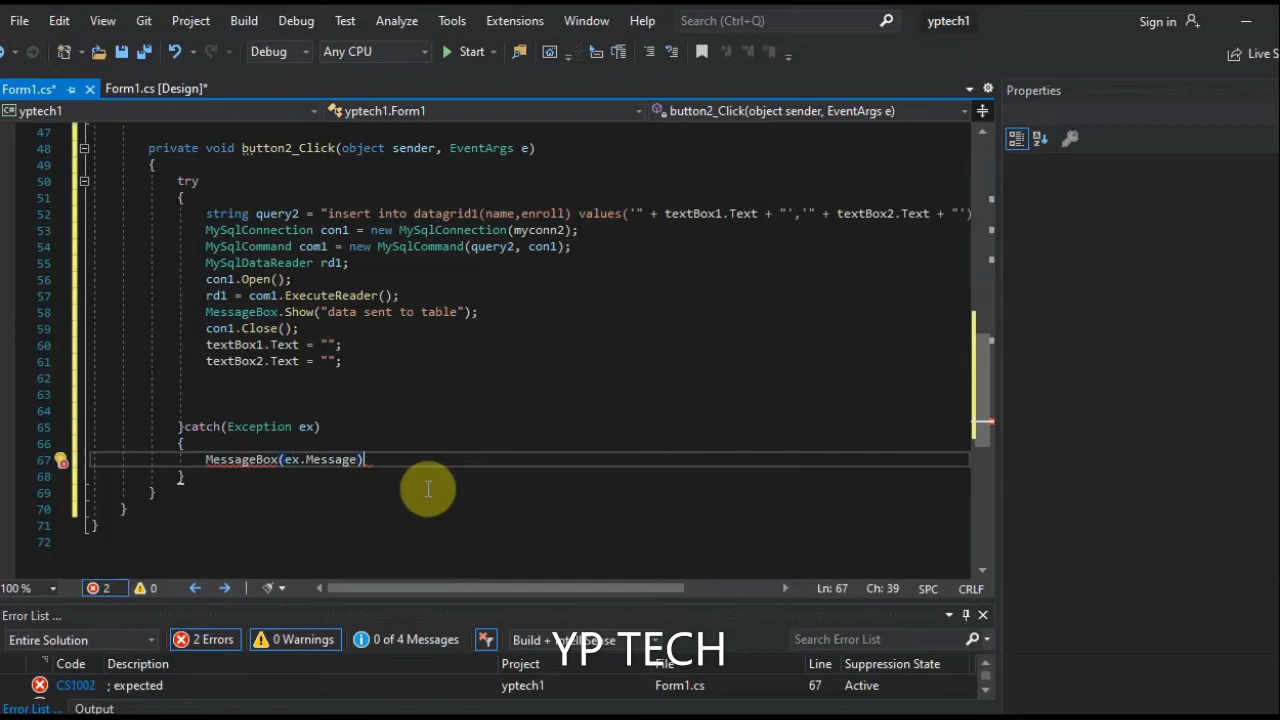 File Edit View Git Project Build Debug Test Analyze Tools Extensions Window Help Search (Ctrl+Q) yptech1 Sign in
Debug Any CPU Start Live S
Form1.cs* Form1.cs [Design]*
yptech1 yptech1.Form1 button2_Click(object sender, EventArgs e)
Properties
47
48 private void button2_Click(object sender, EventArgs e)
49 {
50 try
51 {
52 string query2 = "insert into datagrid1(name,enroll) values('" + textBox1.Text + "','" + textBox2.Text + "')
53 MySqlConnection con1 = new MySqlConnection(myconn2);
54 MySqlCommand com1 = new MySqlCommand(query2, con1);
55 MySqlDataReader rd1;
56 con1.Open();
57 rd1 = com1.ExecuteReader();
58 MessageBox.Show("data sent to table");
59 con1.Close();
60 textBox1.Text = "";
61 textBox2.Text = "";
62
63
64
65 }catch(Exception ex)
66 {
67 MessageBox(ex.Message)
68 }
69 }
70 }
71 }
72
100 % 2 0 Ln: 67 Ch: 39 SPC CRLF
Error List ...
Entire Solution 2 Errors 0 Warnings 0 of 4 Messages Build + IntelliSense Search Error List
YP TECH
Code Description Project File Line Suppression State
CS1002 ; expected yptech1 Form1.cs 67 Active
Error List ... Output